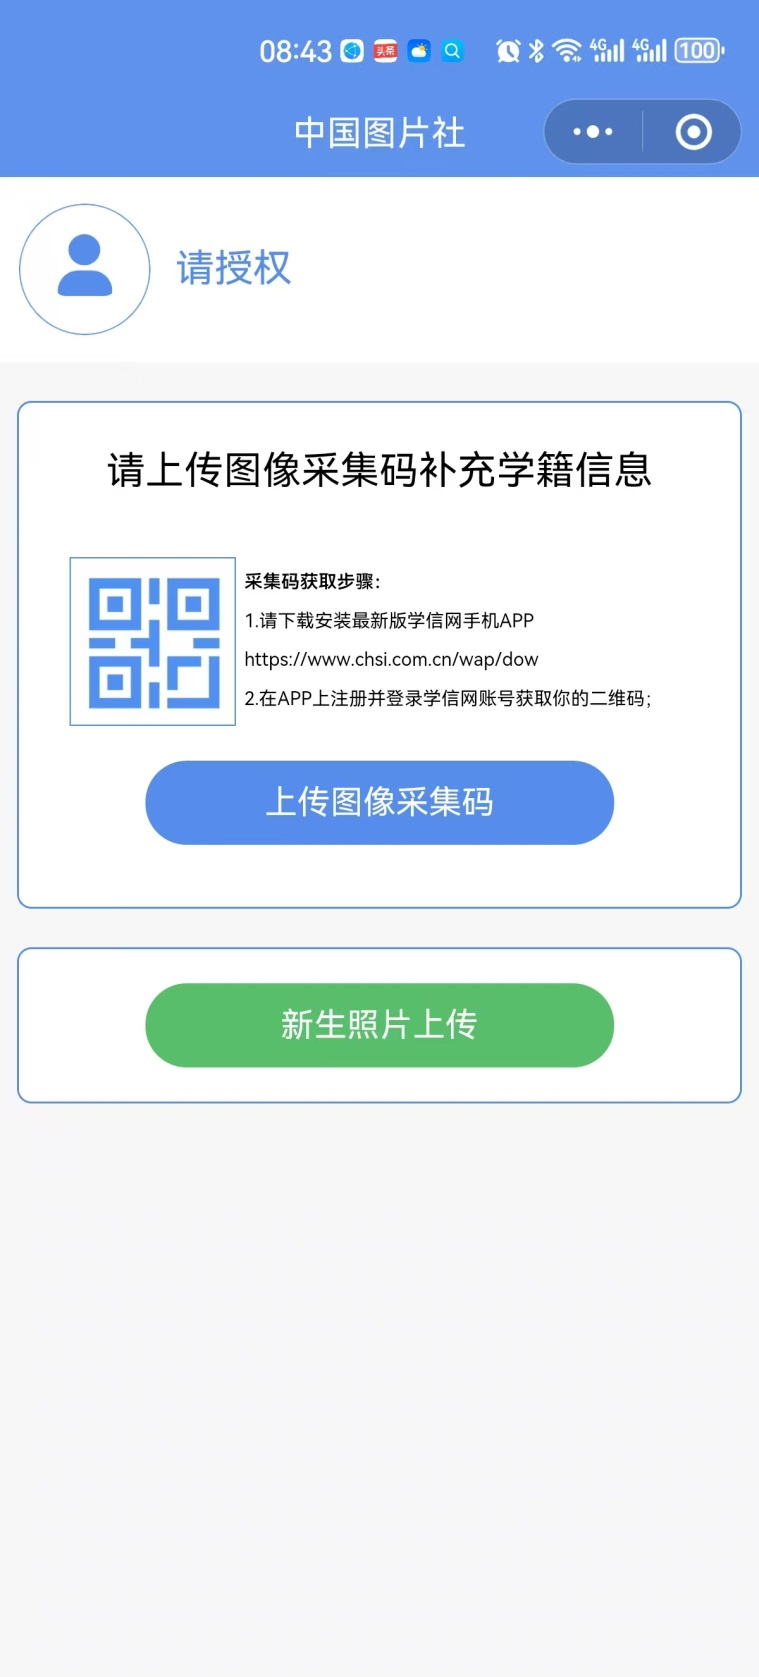 08:43 头条 4G 4G 100
中国图片社
请授权
请上传图像采集码补充学籍信息
采集码获取步骤：
1.请下载安装最新版学信网手机APP
https://www.chsi.com.cn/wap/dow
2.在APP上注册并登录学信网账号获取你的二维码；
上传图像采集码
新生照片上传